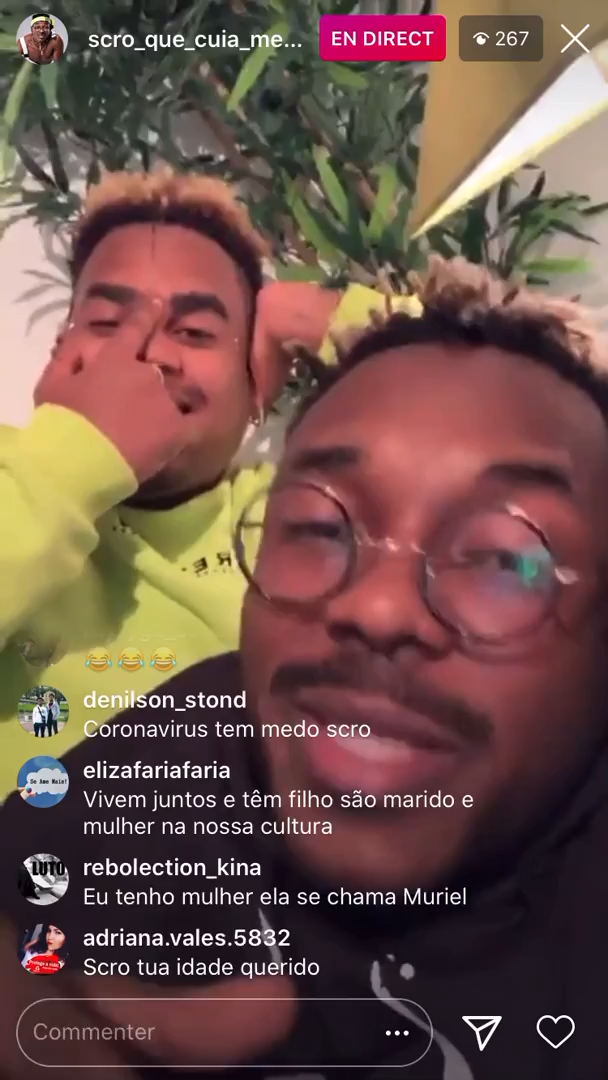 scro_que_cuia_me...
EN DIRECT
267
😂😂😂
denilson_stond
Coronavirus tem medo scro
elizafariafaria
Vivem juntos e têm filho são marido e
mulher na nossa cultura
LUTO
rebolection_kina
Eu tenho mulher ela se chama Muriel
adriana.vales.5832
Scro tua idade querido
Commenter